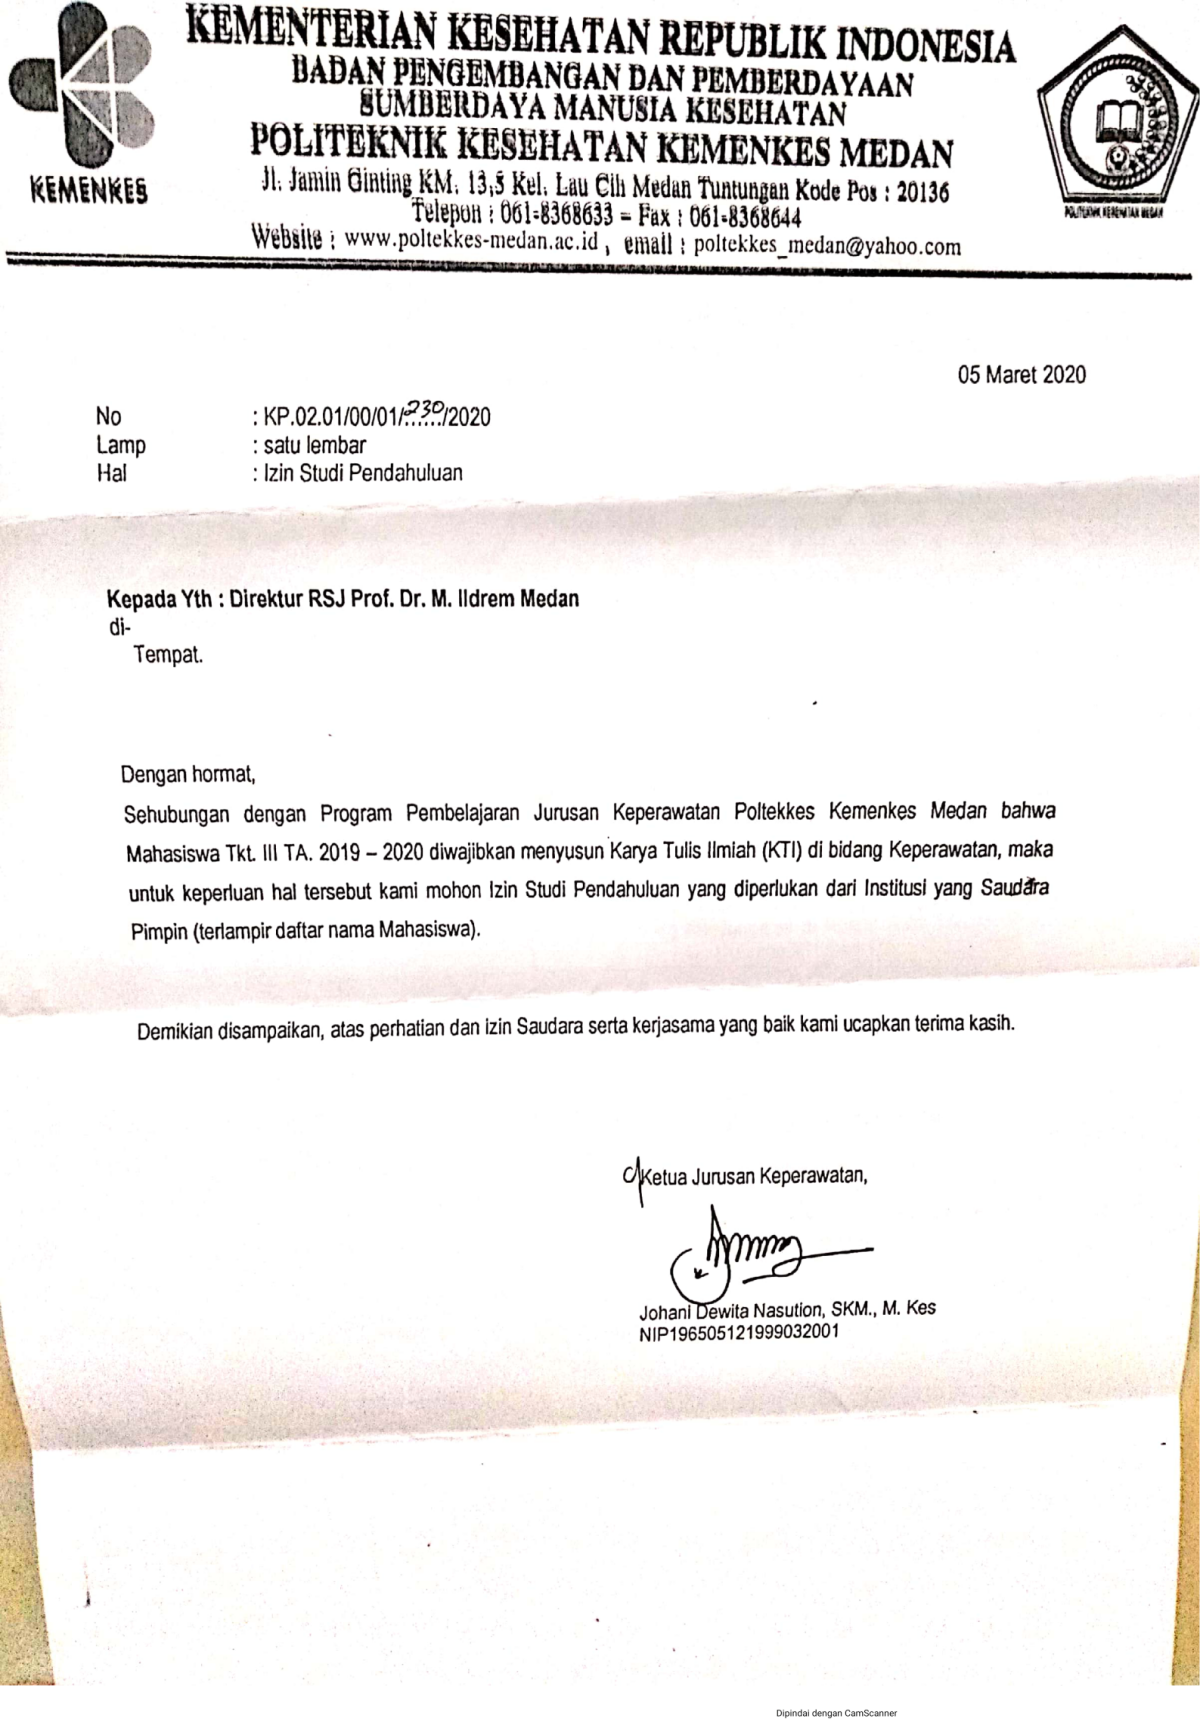 KEMENTERIAN KESEHATAN REPUBLIK INDONESIA
BADAN PENGEMBANGAN DAN PEMBERDAYAAN
SUMBERDAYA MANUSIA KESEHATAN
POLITEKNIK KESEHATAN KEMENKES MEDAN
Jl. Jamin Ginting KM. 13,5 Kel. Lau Cih Medan Tuntungan Kode Pos : 20136
Telepon : 061-8368633 – Fax : 061-8368644
Website : www.poltekkes-medan.ac.id , email : poltekkes_medan@yahoo.com
KEMENKES
POLITEKNIK KESEHATAN MEDAN
05 Maret 2020
No : KP.02.01/00/01/230/2020
Lamp : satu lembar
Hal : Izin Studi Pendahuluan
Kepada Yth : Direktur RSJ Prof. Dr. M. Ildrem Medan
di-
Tempat.
Dengan hormat,
Sehubungan dengan Program Pembelajaran Jurusan Keperawatan Poltekkes Kemenkes Medan bahwa
Mahasiswa Tkt. III TA. 2019 – 2020 diwajibkan menyusun Karya Tulis Ilmiah (KTI) di bidang Keperawatan, maka
untuk keperluan hal tersebut kami mohon Izin Studi Pendahuluan yang diperlukan dari Institusi yang Saudara
Pimpin (terlampir daftar nama Mahasiswa).
Demikian disampaikan, atas perhatian dan izin Saudara serta kerjasama yang baik kami ucapkan terima kasih.
Ketua Jurusan Keperawatan,
Johani Dewita Nasution, SKM., M. Kes
NIP196505121999032001
Dipindai dengan CamScanner